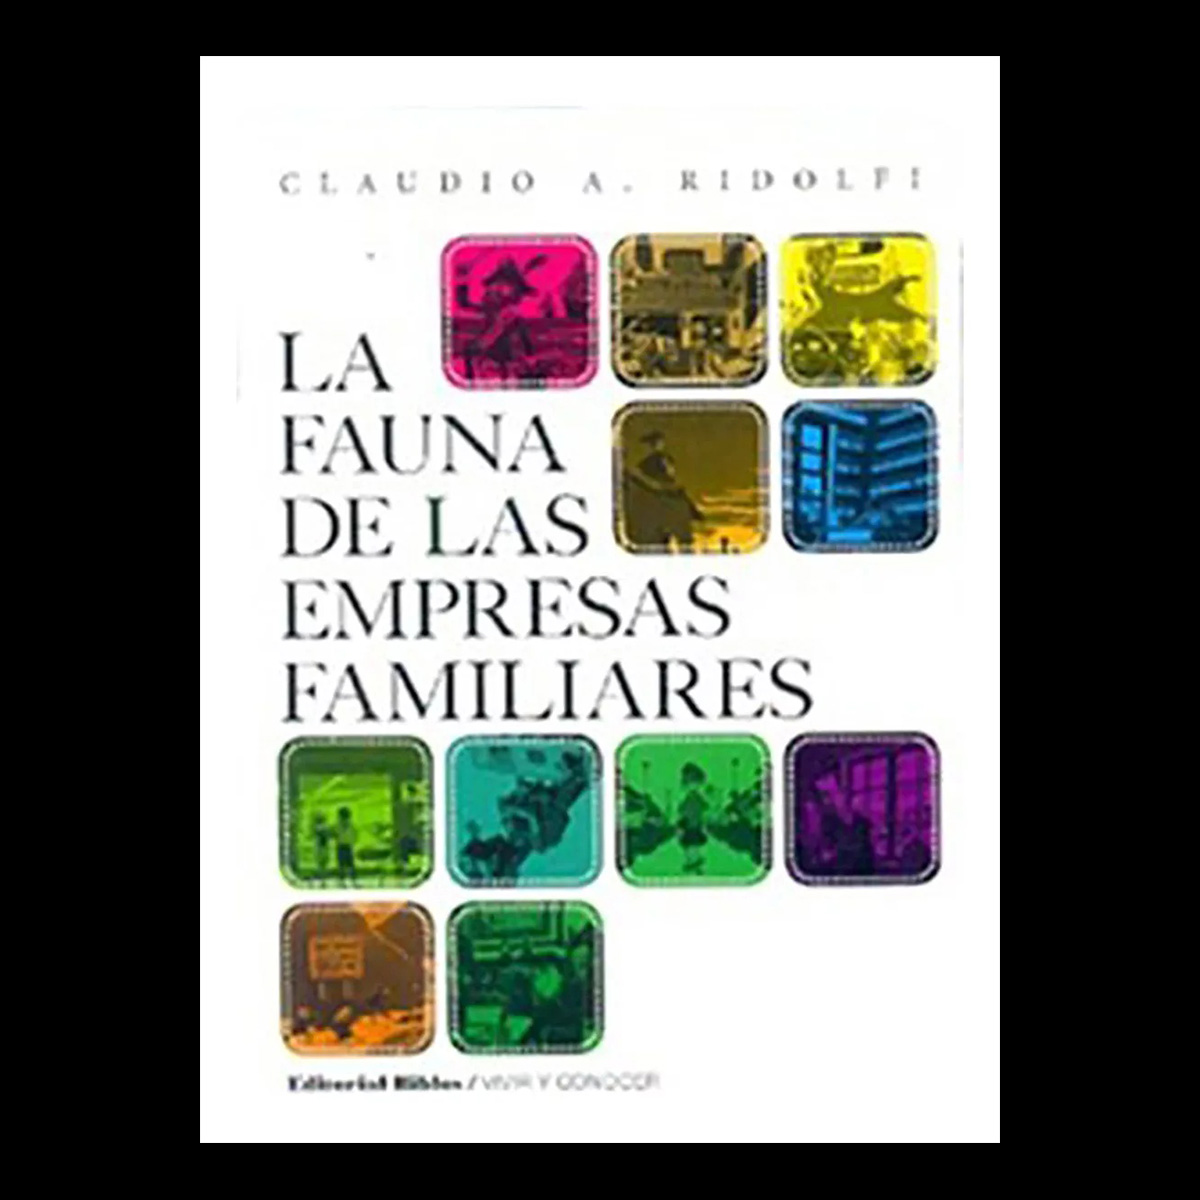 CLAUDIO A. RIDOLFI
LA
FAUNA
DE LAS
EMPRESAS
FAMILIARES
Editorial Biblos / VIVIR Y CONOCER